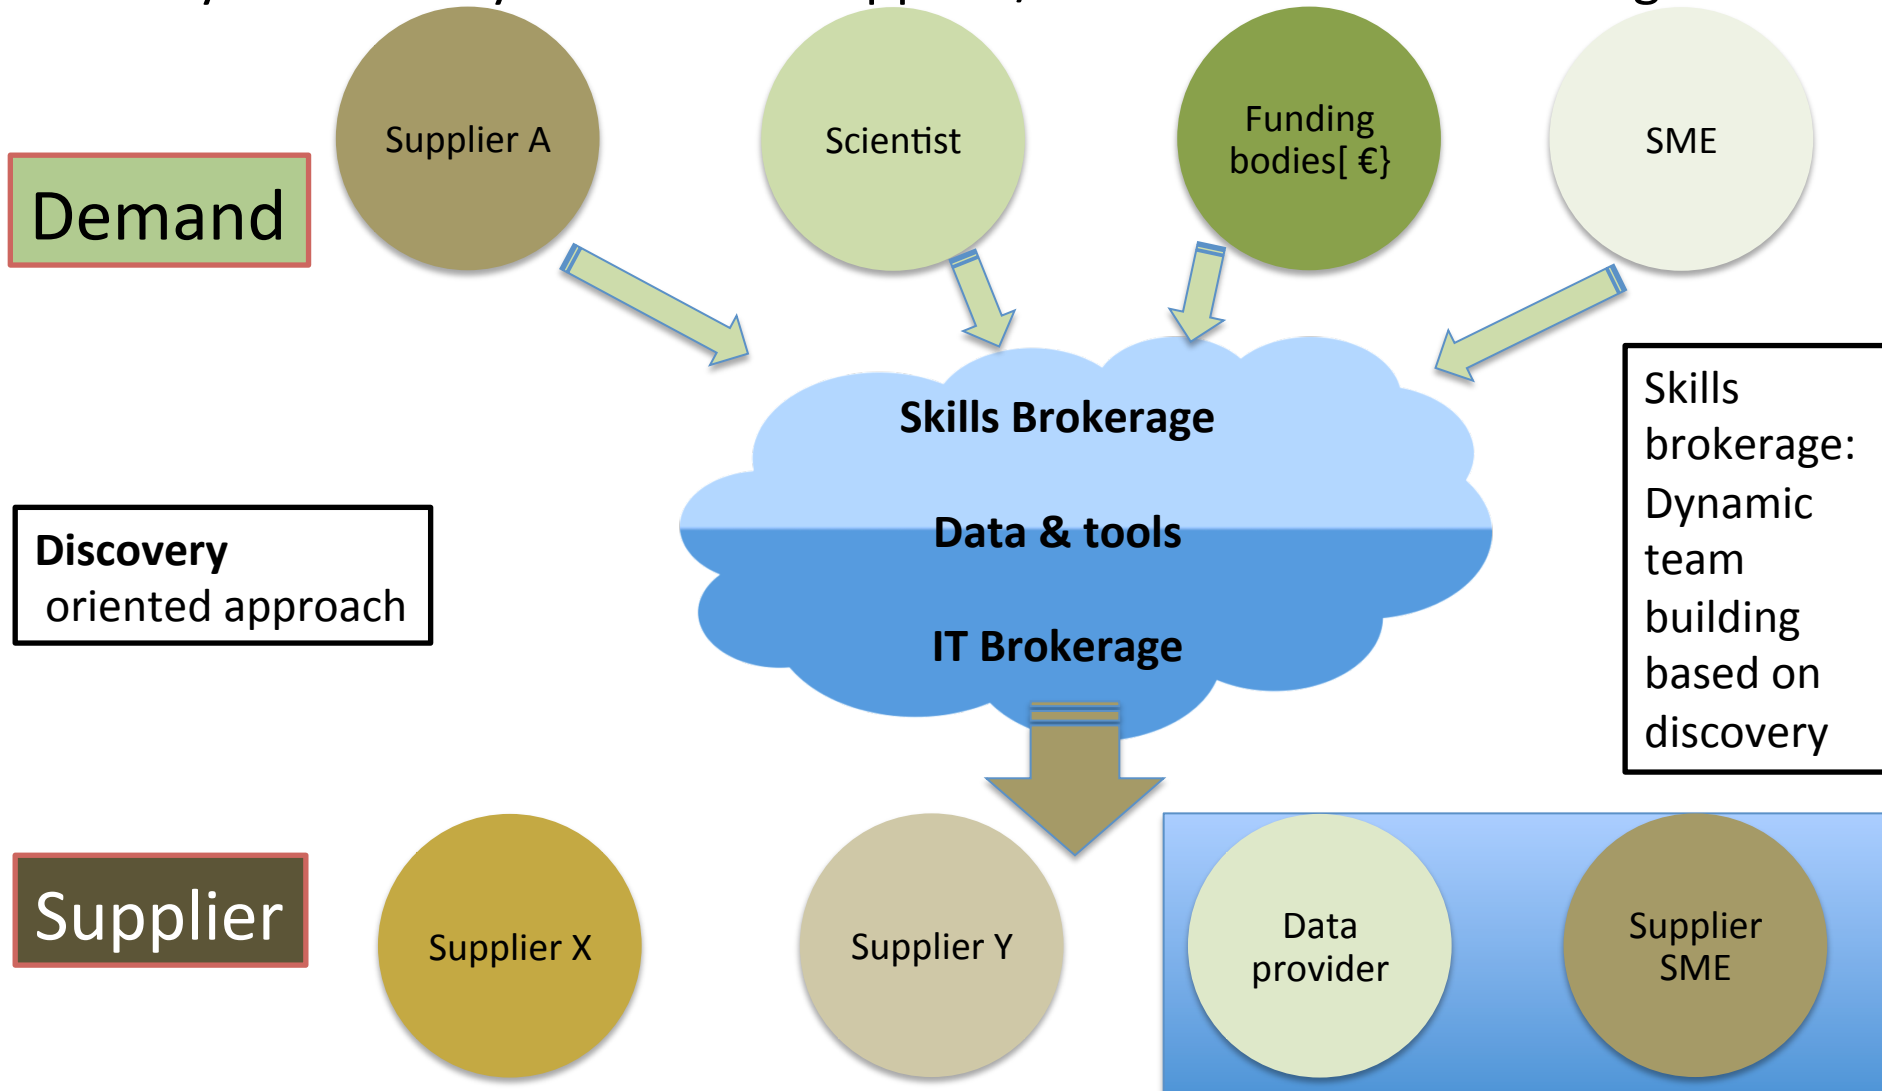 Supplier A
Scientist
Funding
bodies[ €}
SME
Demand
Skills Brokerage
Data & tools
IT Brokerage
Skills
brokerage:
Dynamic
team
building
based on
discovery
Discovery
oriented approach
Supplier
Supplier X
Supplier Y
Data
provider
Supplier
SME